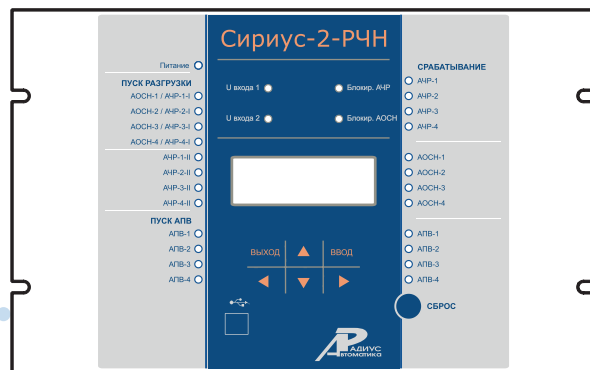 Сириус-2-РЧН
Питание
ПУСК РАЗГРУЗКИ
АОСН-1 / АЧР-1-I
АОСН-2 / АЧР-2-I
АОСН-3 / АЧР-3-I
АОСН-4 / АЧР-4-I
АЧР-1-II
АЧР-2-II
АЧР-3-II
АЧР-4-II
ПУСК АПВ
АПВ-1
АПВ-2
АПВ-3
АПВ-4
U входа 1
Блокир. АЧР
U входа 2
Блокир. АОСН
ВЫХОД
ВВОД
РАДИУС
Автоматика
СРАБАТЫВАНИЕ
АЧР-1
АЧР-2
АЧР-3
АЧР-4
АОСН-1
АОСН-2
АОСН-3
АОСН-4
АПВ-1
АПВ-2
АПВ-3
АПВ-4
СБРОС